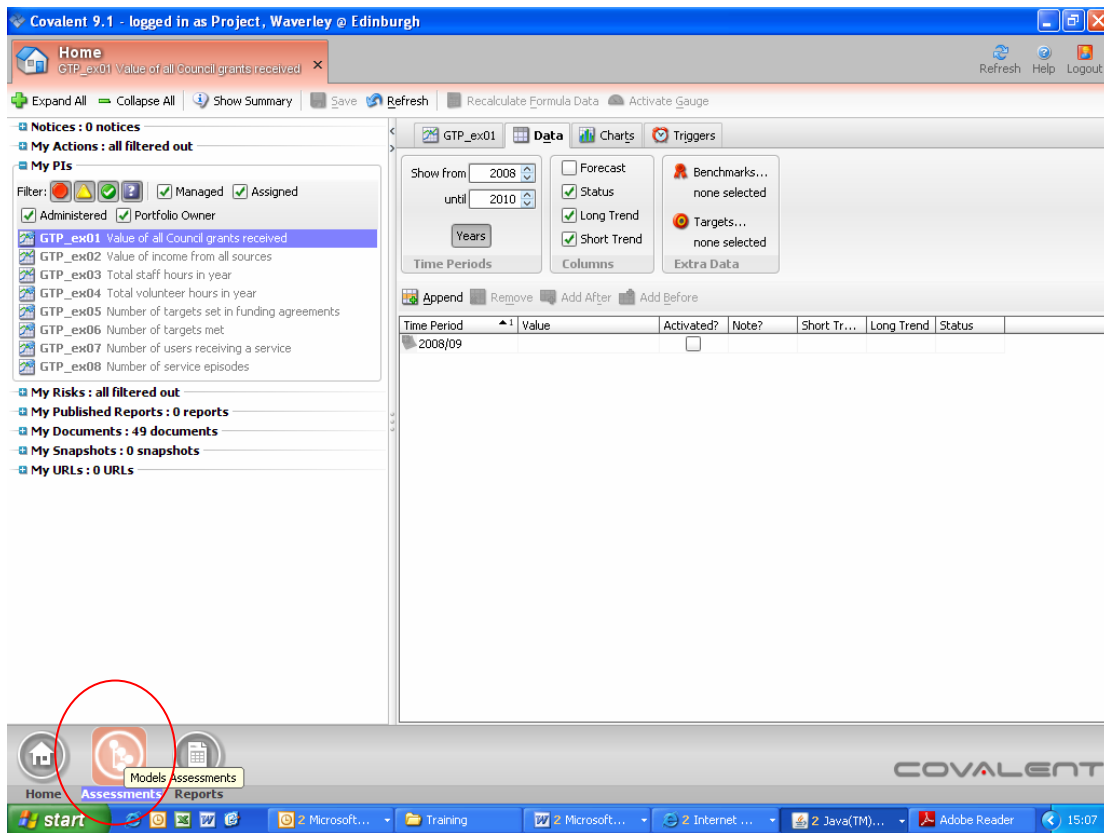 Covalent 9.1 - logged in as Project, Waverley @ Edinburgh
Home
GTP_ex01 Value of all Council grants received
Refresh Help Logout
Expand All Collapse All Show Summary Save Refresh Recalculate Formula Data Activate Gauge
Notices : 0 notices
My Actions : all filtered out
My PIs
Filter: Managed Assigned
Administered Portfolio Owner
GTP_ex01 Value of all Council grants received
GTP_ex02 Value of income from all sources
GTP_ex03 Total staff hours in year
GTP_ex04 Total volunteer hours in year
GTP_ex05 Number of targets set in funding agreements
GTP_ex06 Number of targets met
GTP_ex07 Number of users receiving a service
GTP_ex08 Number of service episodes
My Risks : all filtered out
My Published Reports : 0 reports
My Documents : 49 documents
My Snapshots : 0 snapshots
My URLs : 0 URLs
GTP_ex01 Data Charts Triggers
Show from 2008
until 2010
Years
Time Periods
Forecast
Status
Long Trend
Short Trend
Columns
Benchmarks...
none selected
Targets...
none selected
Extra Data
Append Remove Add After Add Before
Time Period 1 Value Activated? Note? Short Tr... Long Trend Status
2008/09
Models Assessments
Home Assessments Reports
COVALENT
start 2 Microsoft... Training 2 Microsoft... 2 Internet ... 2 Java(TM)... Adobe Reader 15:07